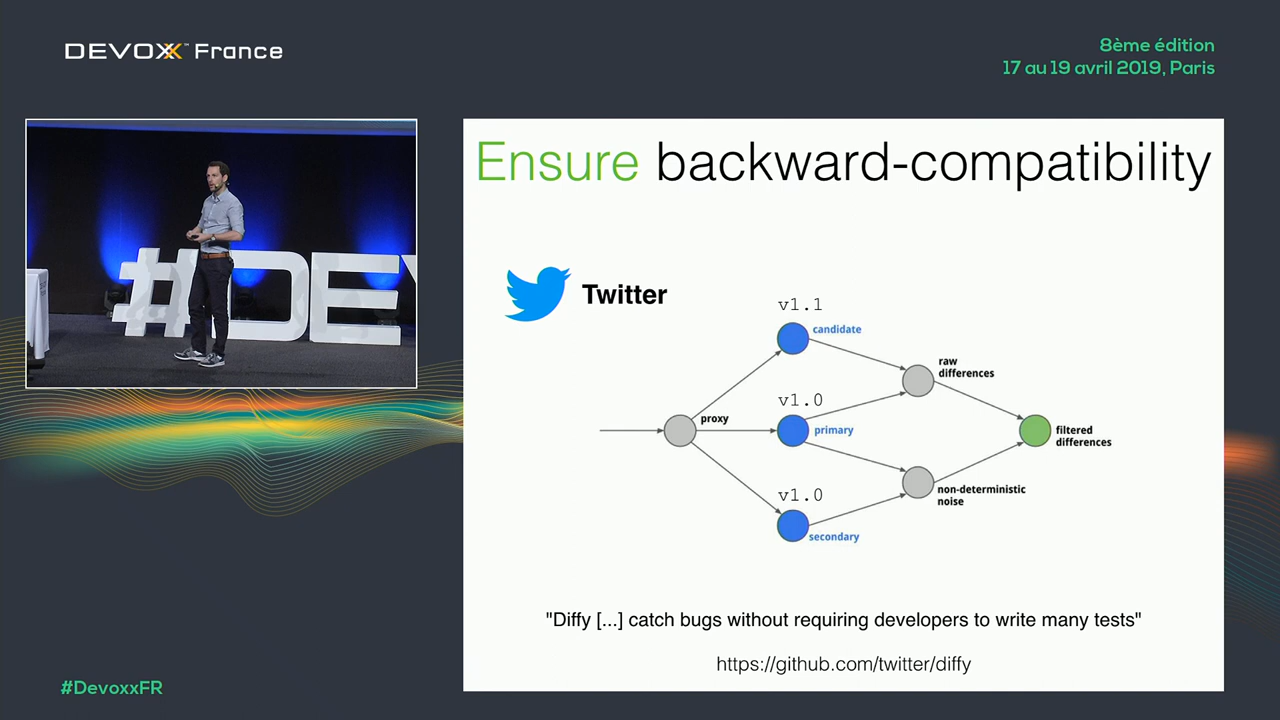 DEVOXX™ France
8ème édition
17 au 19 avril 2019, Paris
#DEV
Ensure backward-compatibility
Twitter
v1.1
candidate
raw
differences
v1.0
proxy
primary
filtered
differences
v1.0
non-deterministic
noise
secondary
"Diffy [...] catch bugs without requiring developers to write many tests"
https://github.com/twitter/diffy
#DevoxxFR